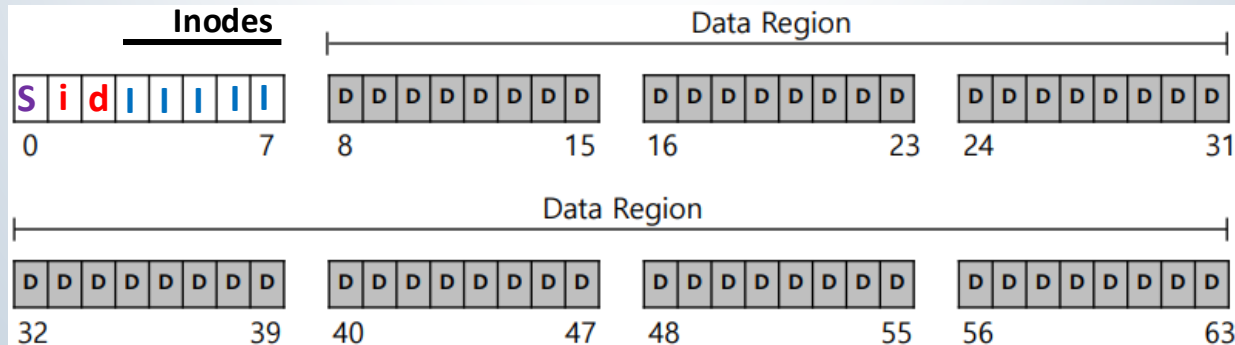 Inodes
Data Region
S i d I I I I I D D D D D D D D D D D D D D D D D D D D D D D D
0 7 8 15 16 23 24 31
Data Region
D D D D D D D D D D D D D D D D D D D D D D D D D D D D D D D D
32 39 40 47 48 55 56 63